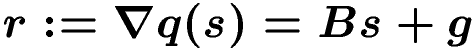 r := ∇q(s) = Bs + g